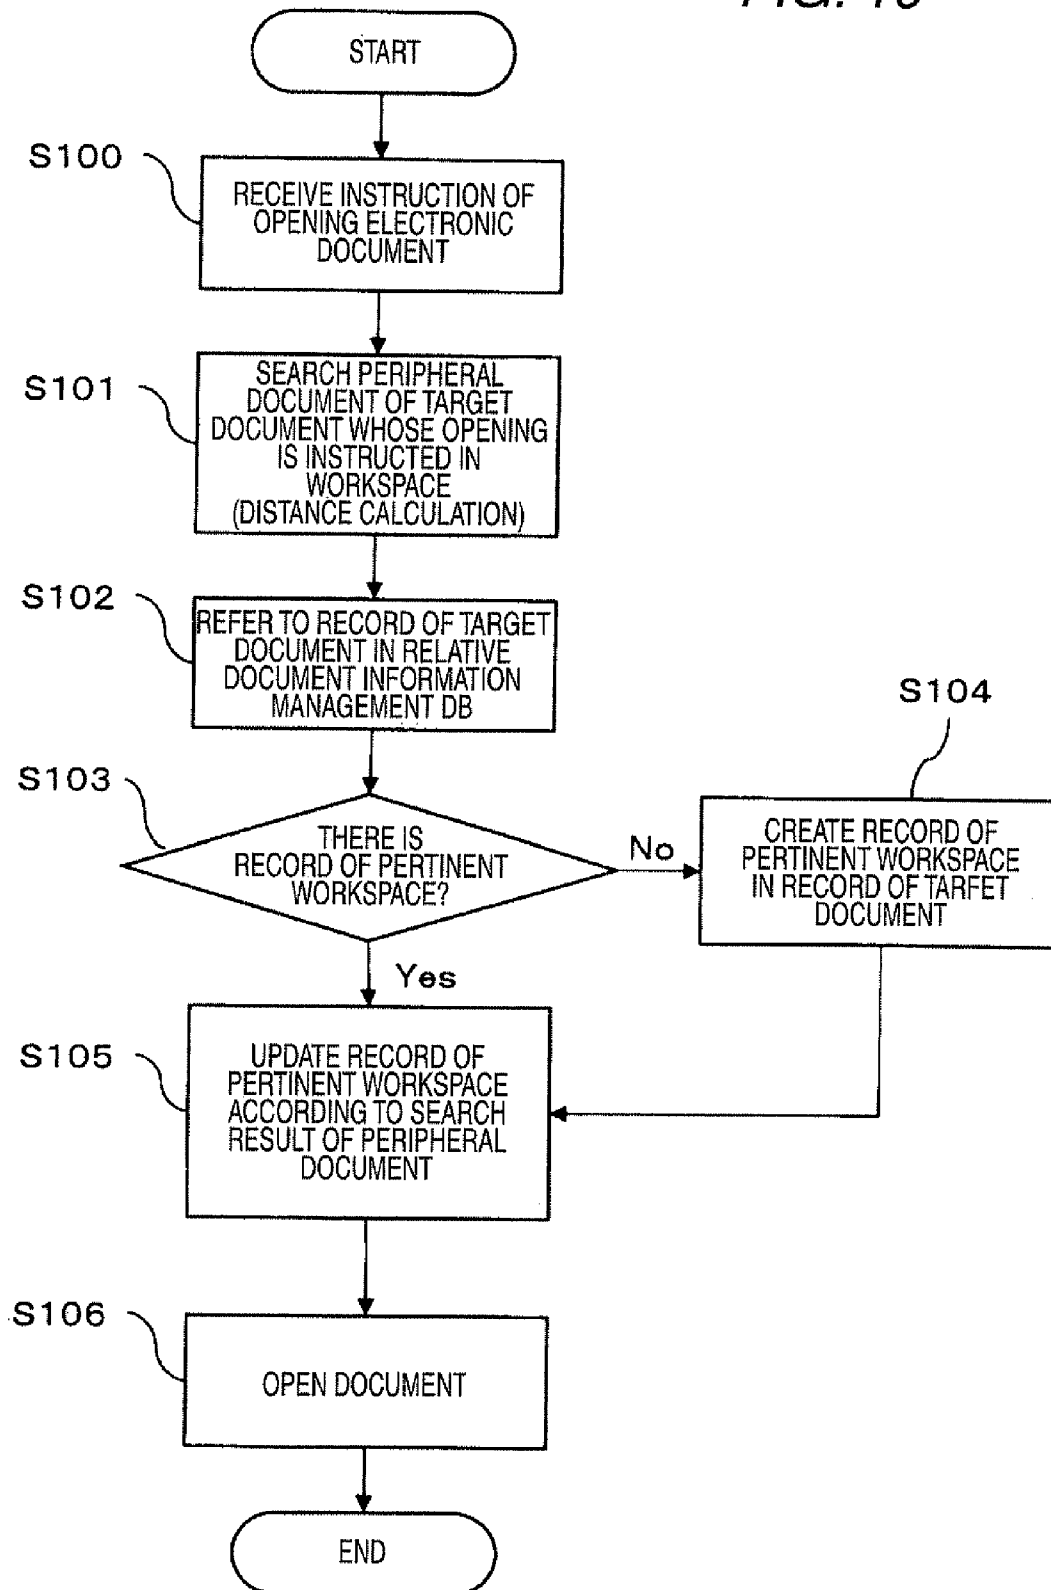 START
S100
RECEIVE INSTRUCTION OF
OPENING ELECTRONIC
DOCUMENT
S101
SEARCH PERIPHERAL
DOCUMENT OF TARGET
DOCUMENT WHOSE OPENING
IS INSTRUCTED IN
WORKSPACE
(DISTANCE CALCULATION)
S102
REFER TO RECORD OF TARGET
DOCUMENT IN RELATIVE
DOCUMENT INFORMATION
MANAGEMENT DB
S103
THERE IS
RECORD OF PERTINENT
WORKSPACE?
No
S104
CREATE RECORD OF
PERTINENT WORKSPACE
IN RECORD OF TARFET
DOCUMENT
Yes
S105
UPDATE RECORD OF
PERTINENT WORKSPACE
ACCORDING TO SEARCH
RESULT OF PERIPHERAL
DOCUMENT
S106
OPEN DOCUMENT
END